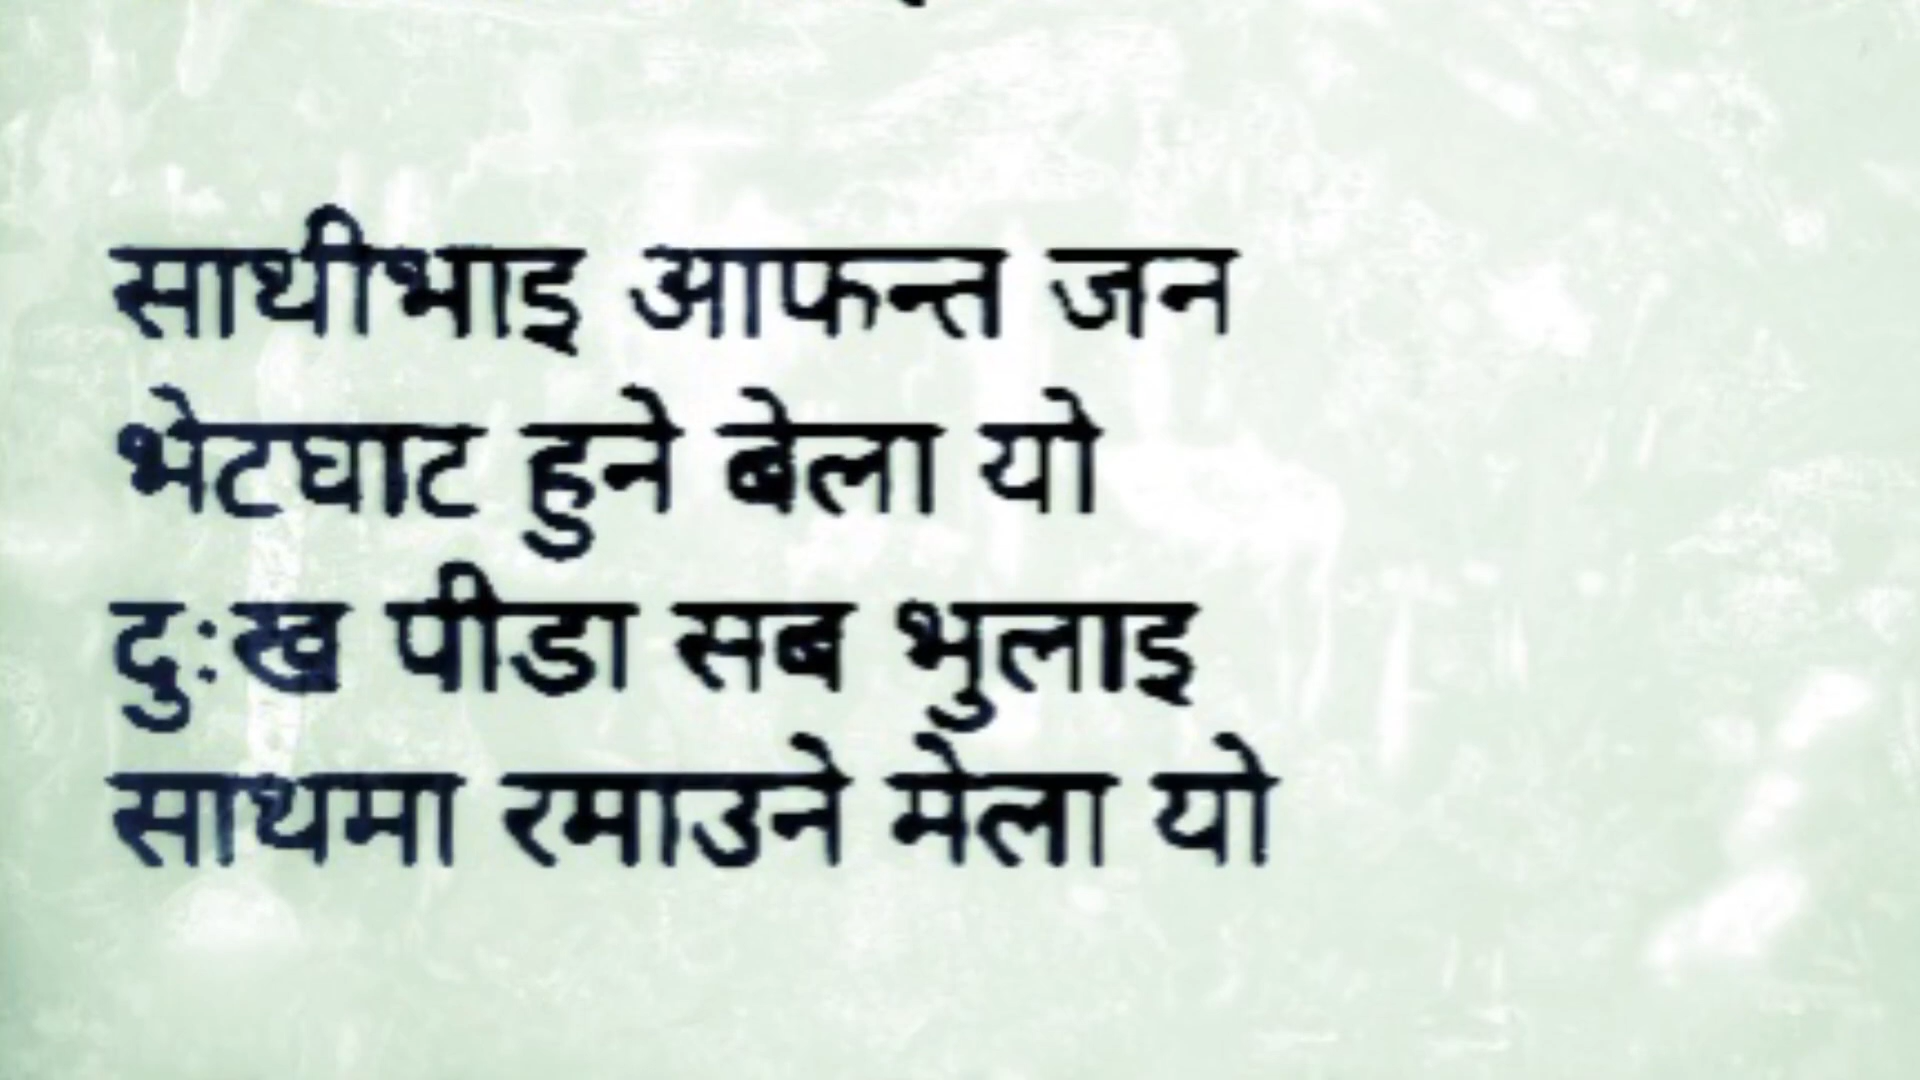 साथीभाइ आफन्त जन
भेटघाट हुने बेला यो
दुःख पीडा सब भुलाइ
साथमा रमाउने मेला यो